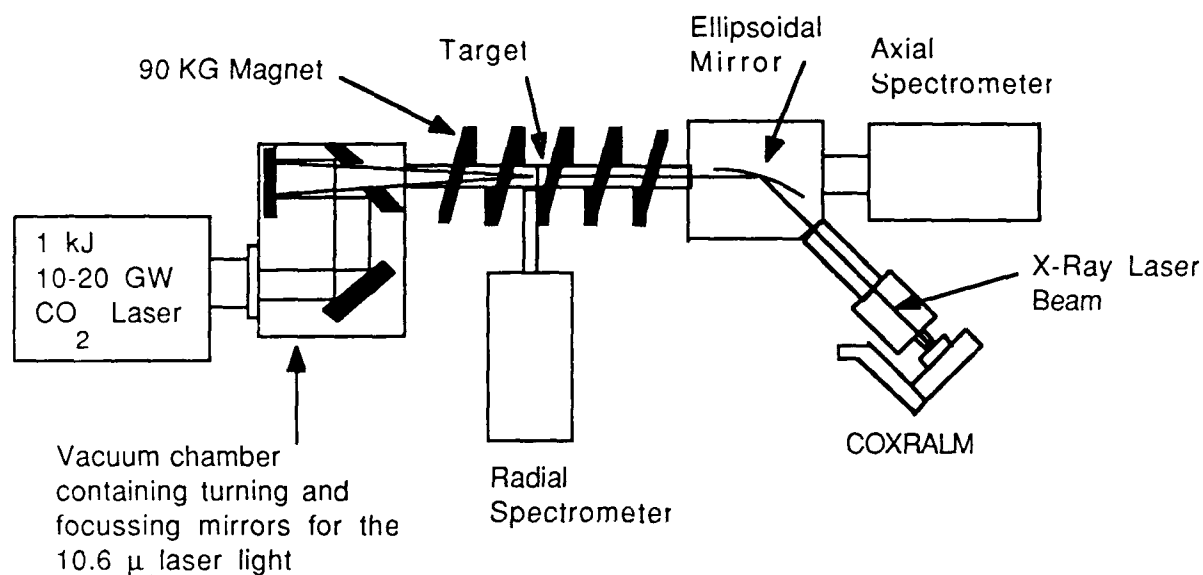 90 KG Magnet
Target
Ellipsoidal
Mirror
Axial
Spectrometer
1 kJ
10-20 GW
CO2 Laser
X-Ray Laser
Beam
COXRALM
Radial
Spectrometer
Vacuum chamber
containing turning and
focussing mirrors for the
10.6 μ laser light